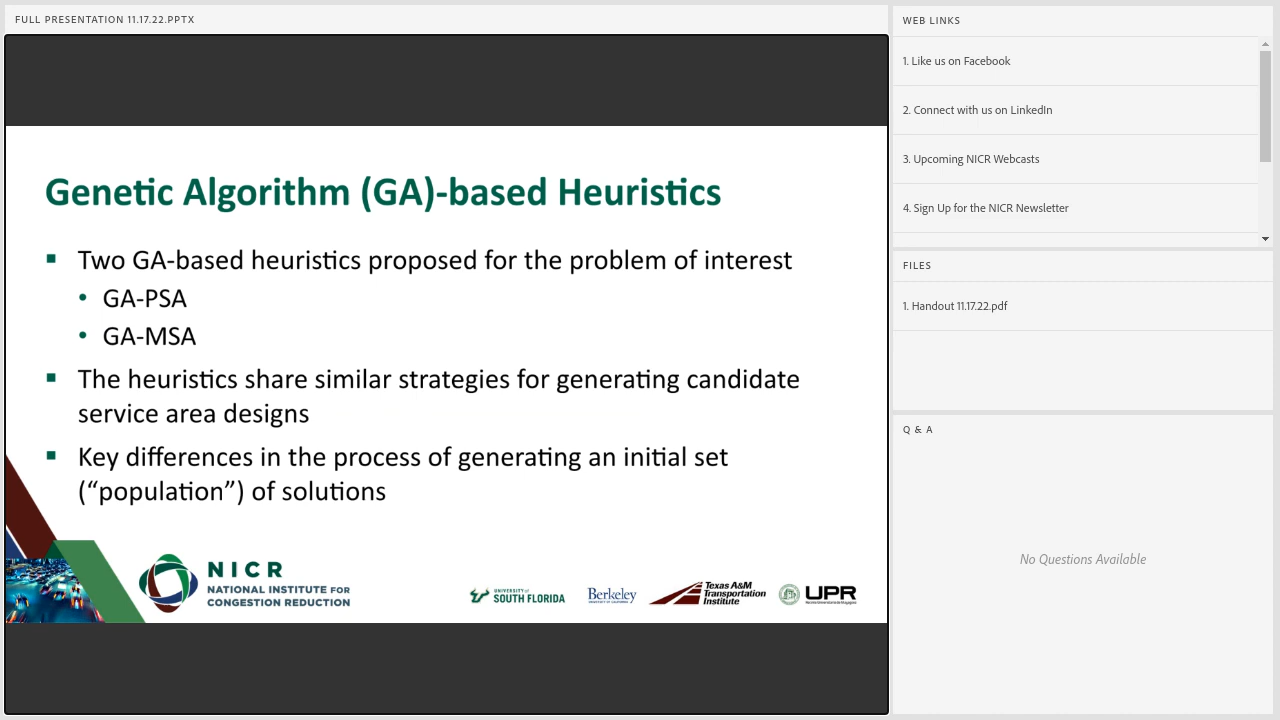 FULL PRESENTATION 11.17.22.PPTX
Genetic Algorithm (GA)-based Heuristics
▪ Two GA-based heuristics proposed for the problem of interest
• GA-PSA
• GA-MSA
▪ The heuristics share similar strategies for generating candidate
service area designs
▪ Key differences in the process of generating an initial set
(“population”) of solutions
NICR
NATIONAL INSTITUTE FOR
CONGESTION REDUCTION
UNIVERSITY of
SOUTH FLORIDA
Berkeley
UNIVERSITY OF CALIFORNIA
Texas A&M
Transportation
Institute
UPR
WEB LINKS
1. Like us on Facebook
2. Connect with us on LinkedIn
3. Upcoming NICR Webcasts
4. Sign Up for the NICR Newsletter
FILES
1. Handout 11.17.22.pdf
Q & A
No Questions Available